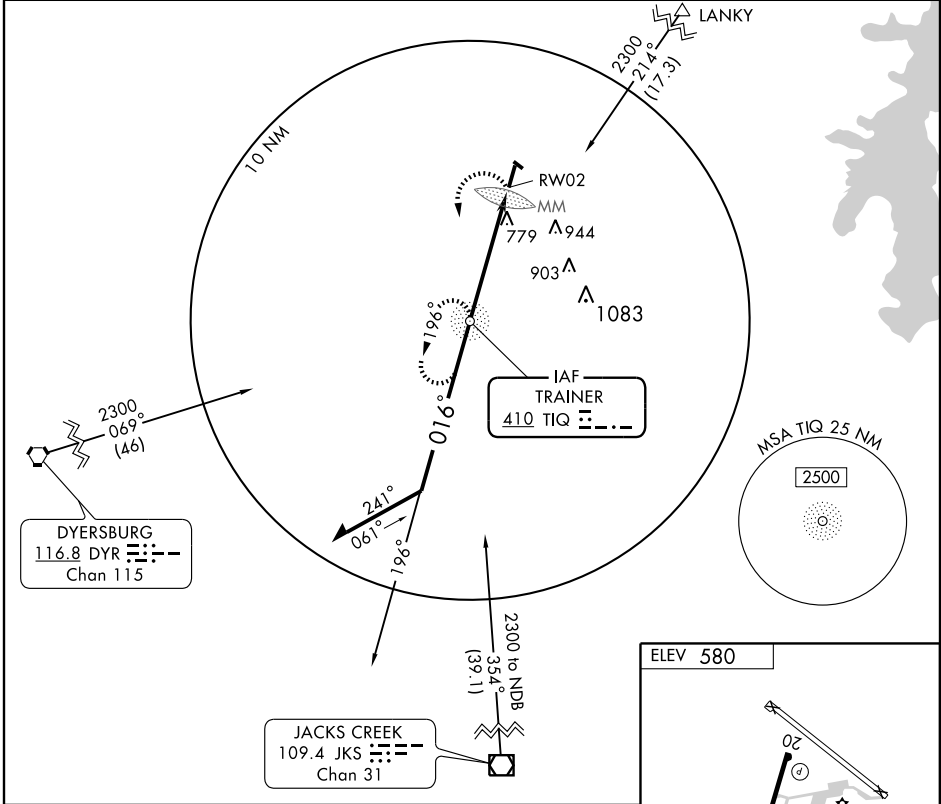 LANKY
2300
214°
(17.3)
10 NM
RW02
MM
779
944
903
1083
196°
IAF
TRAINER
410 TIQ
016°
2300
069°
(46)
DYERSBURG
116.8 DYR
Chan 115
241°
061°
196°
MSA TIQ 25 NM
2500
2300 to NDB
354°
(39.1)
JACKS CREEK
109.4 JKS
Chan 31
ELEV 580
20
P